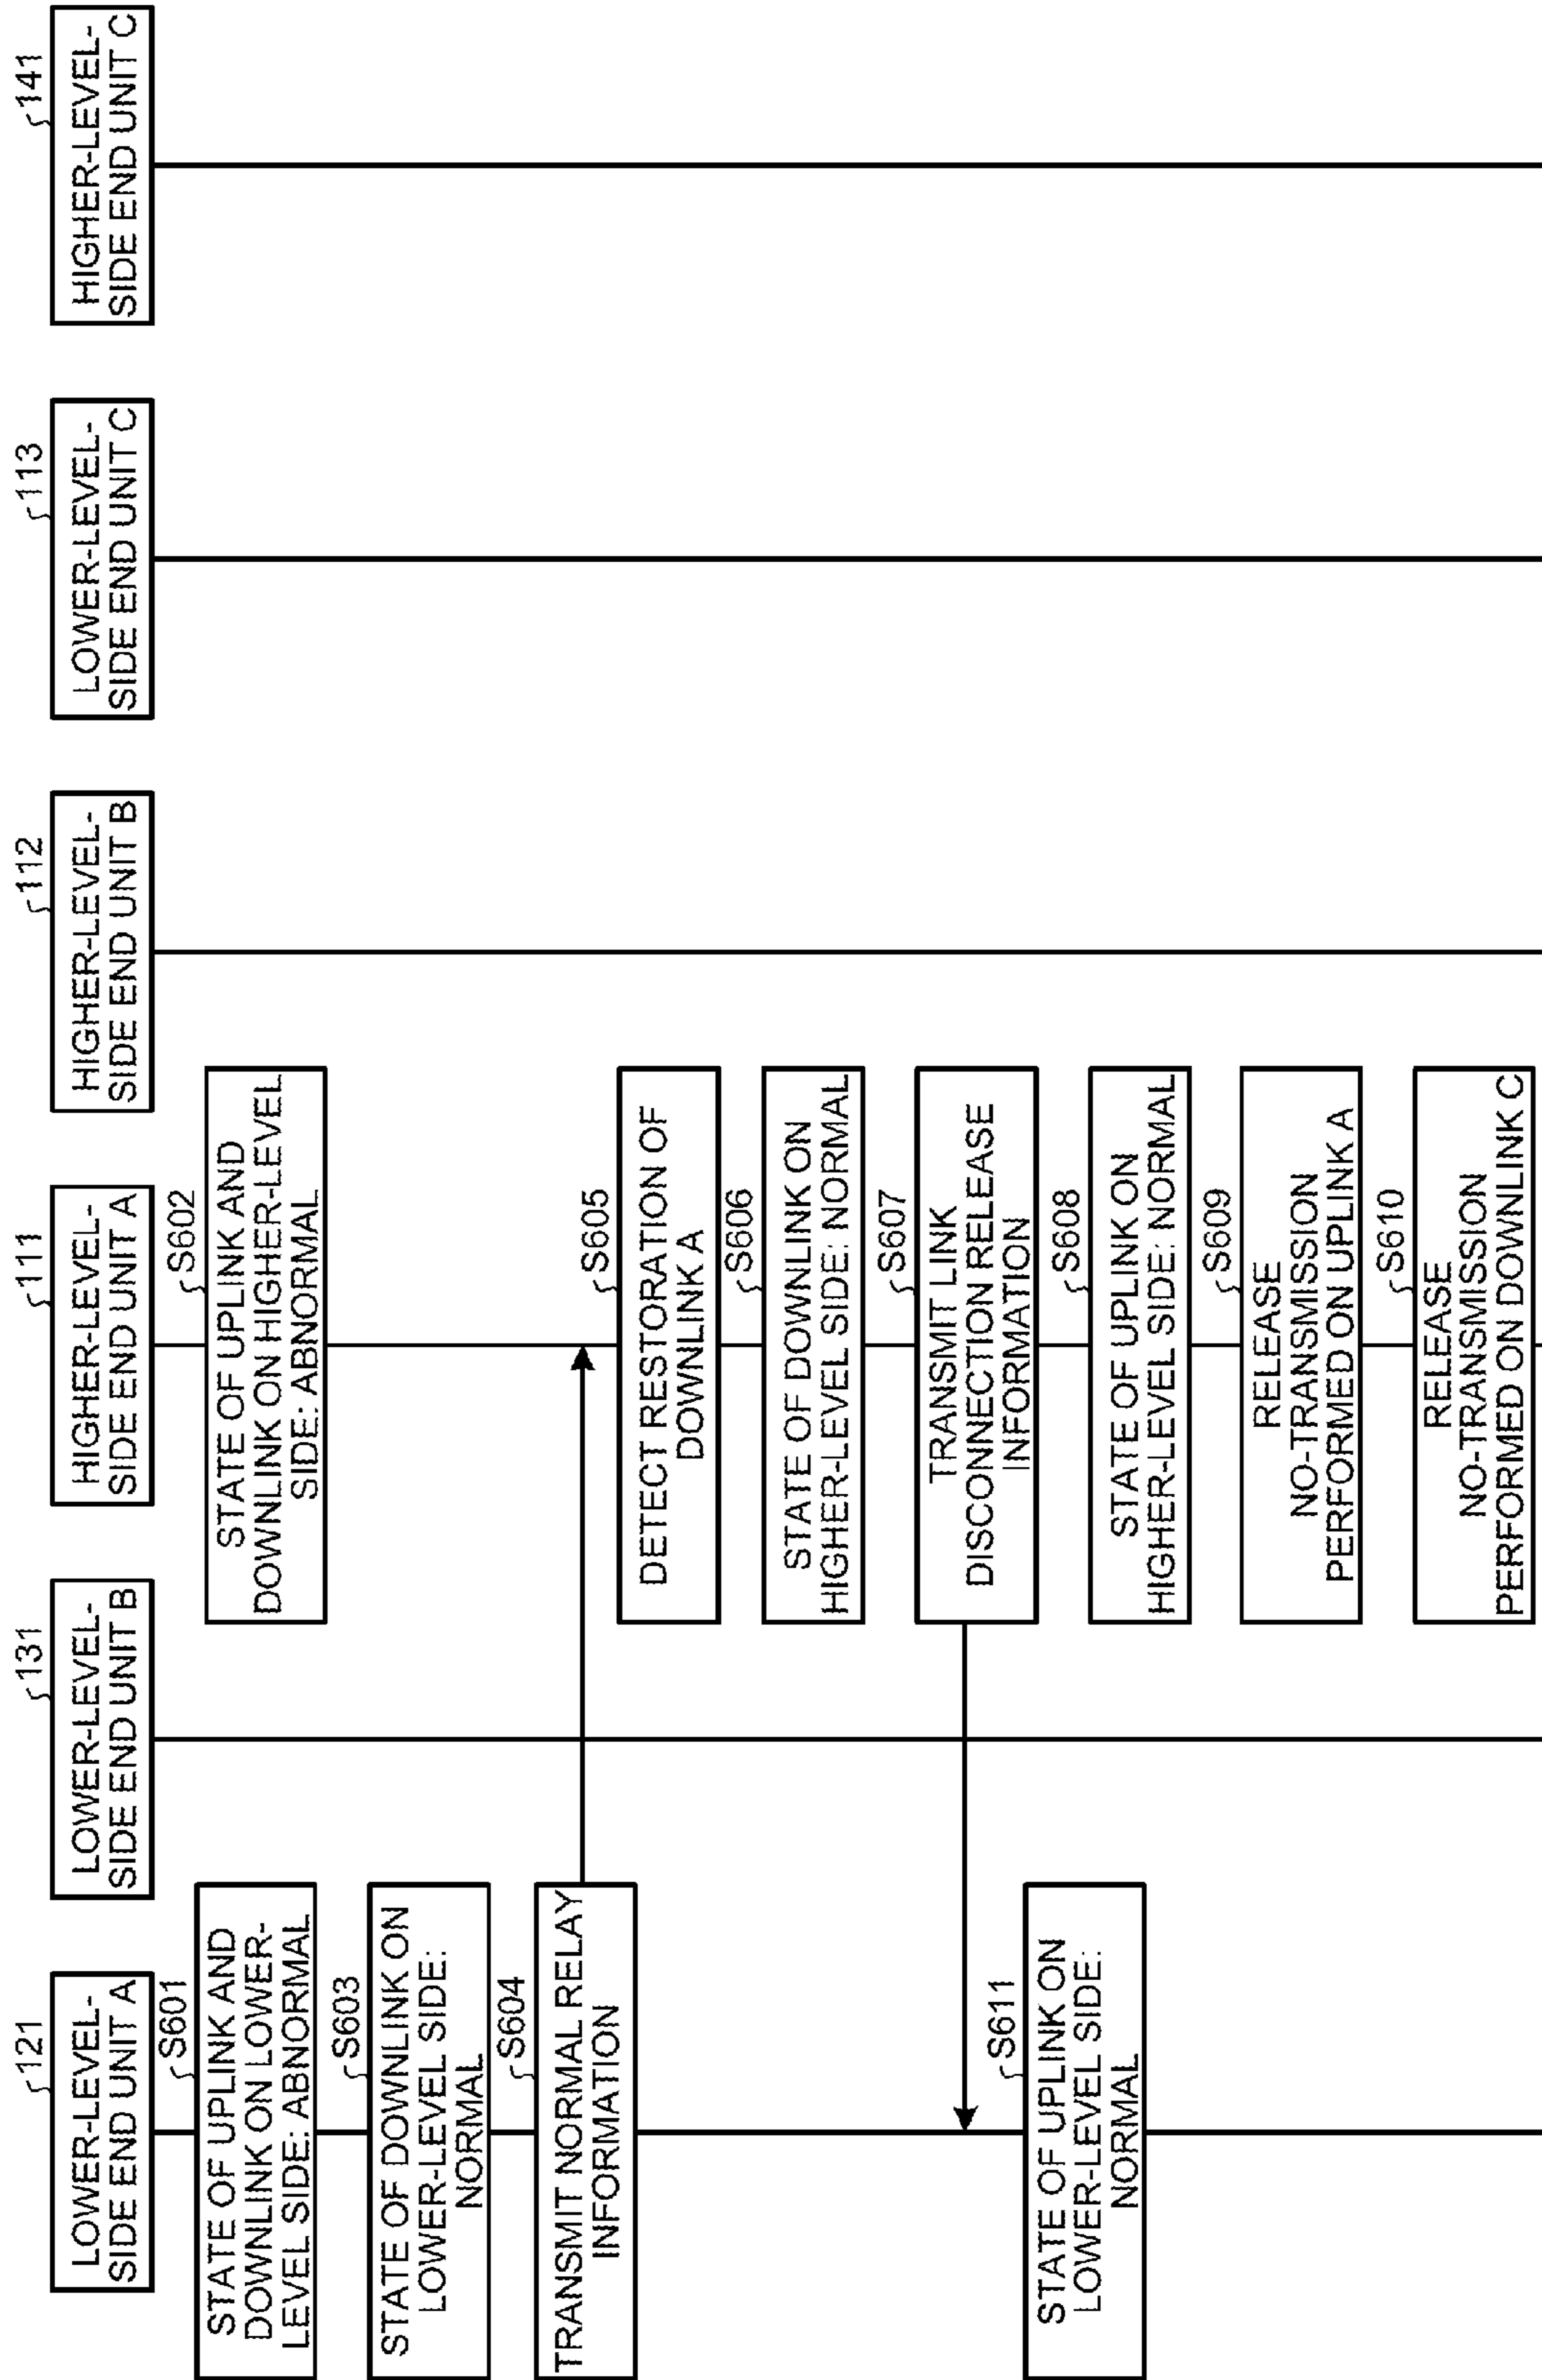 121
LOWER-LEVEL-
SIDE END UNIT A
131
LOWER-LEVEL-
SIDE END UNIT B
111
HIGHER-LEVEL-
SIDE END UNIT A
112
HIGHER-LEVEL-
SIDE END UNIT B
113
LOWER-LEVEL-
SIDE END UNIT C
141
HIGHER-LEVEL-
SIDE END UNIT C
S601
STATE OF UPLINK AND
DOWNLINK ON LOWER-
LEVEL SIDE: ABNORMAL
S602
STATE OF UPLINK AND
DOWNLINK ON HIGHER-LEVEL
SIDE: ABNORMAL
S603
STATE OF DOWNLINK ON
LOWER-LEVEL SIDE:
NORMAL
S604
TRANSMIT NORMAL RELAY
INFORMATION
S605
DETECT RESTORATION OF
DOWNLINK A
S606
STATE OF DOWNLINK ON
HIGHER-LEVEL SIDE: NORMAL
S607
TRANSMIT LINK
DISCONNECTION RELEASE
INFORMATION
S608
STATE OF UPLINK ON
HIGHER-LEVEL SIDE: NORMAL
S609
RELEASE
NO-TRANSMISSION
PERFORMED ON UPLINK A
S610
RELEASE
NO-TRANSMISSION
PERFORMED ON DOWNLINK C
S611
STATE OF UPLINK ON
LOWER-LEVEL SIDE:
NORMAL